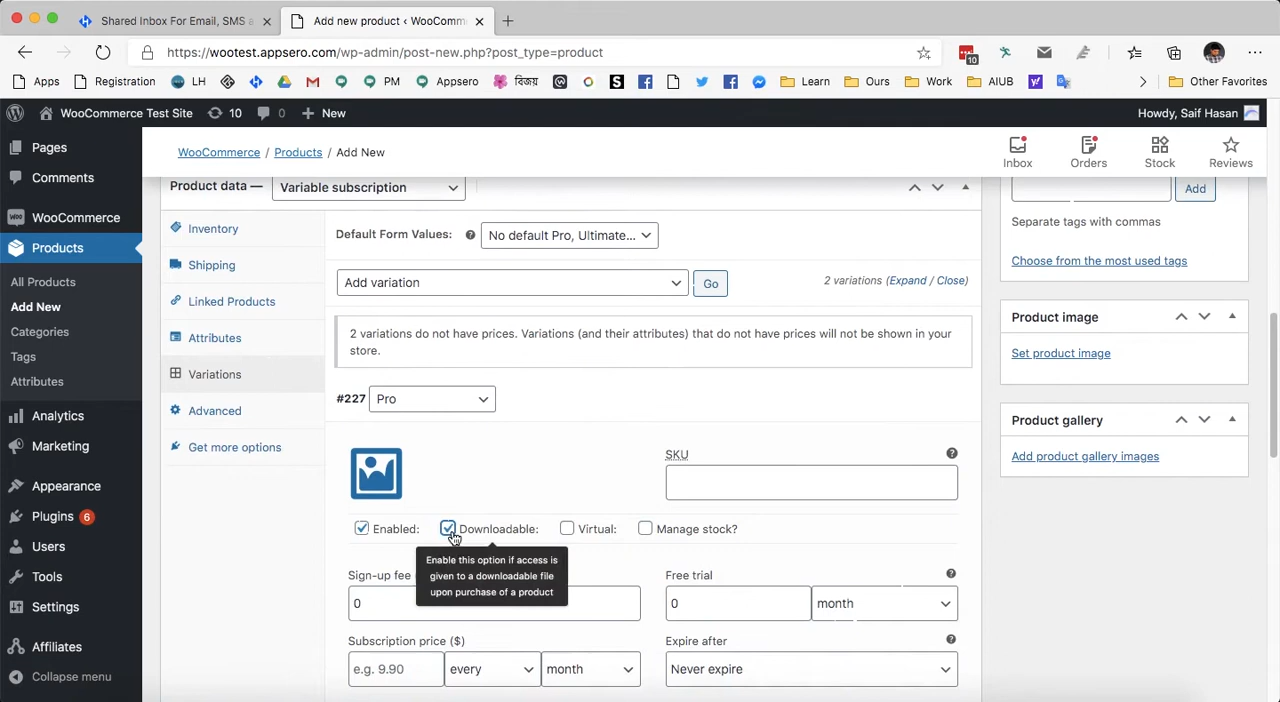 Shared Inbox For Email, SMS a
Add new product ‹ WooComm
https://wootest.appsero.com/wp-admin/post-new.php?post_type=product
10
Apps
Registration
LH
PM
Appsero
বিজয়
Learn
Ours
Work
AIUB
Other Favorites
WooCommerce Test Site
10
0
New
Howdy, Saif Hasan
Pages
Comments
WooCommerce
Products
All Products
Add New
Categories
Tags
Attributes
Analytics
Marketing
Appearance
Plugins 6
Users
Tools
Settings
Affiliates
Collapse menu
WooCommerce / Products / Add New
Inbox
Orders
Stock
Reviews
Product data — Variable subscription
Inventory
Shipping
Linked Products
Attributes
Variations
Advanced
Get more options
Default Form Values: No default Pro, Ultimate...
Add variation
Go
2 variations (Expand / Close)
2 variations do not have prices. Variations (and their attributes) that do not have prices will not be shown in your
store.
#227 Pro
SKU
Enabled: Downloadable: Virtual: Manage stock?
Enable this option if access is
given to a downloadable file
upon purchase of a product
Sign-up fee
0
Free trial
0 month
Subscription price ($)
e.g. 9.90 every month
Expire after
Never expire
Add
Separate tags with commas
Choose from the most used tags
Product image
Set product image
Product gallery
Add product gallery images